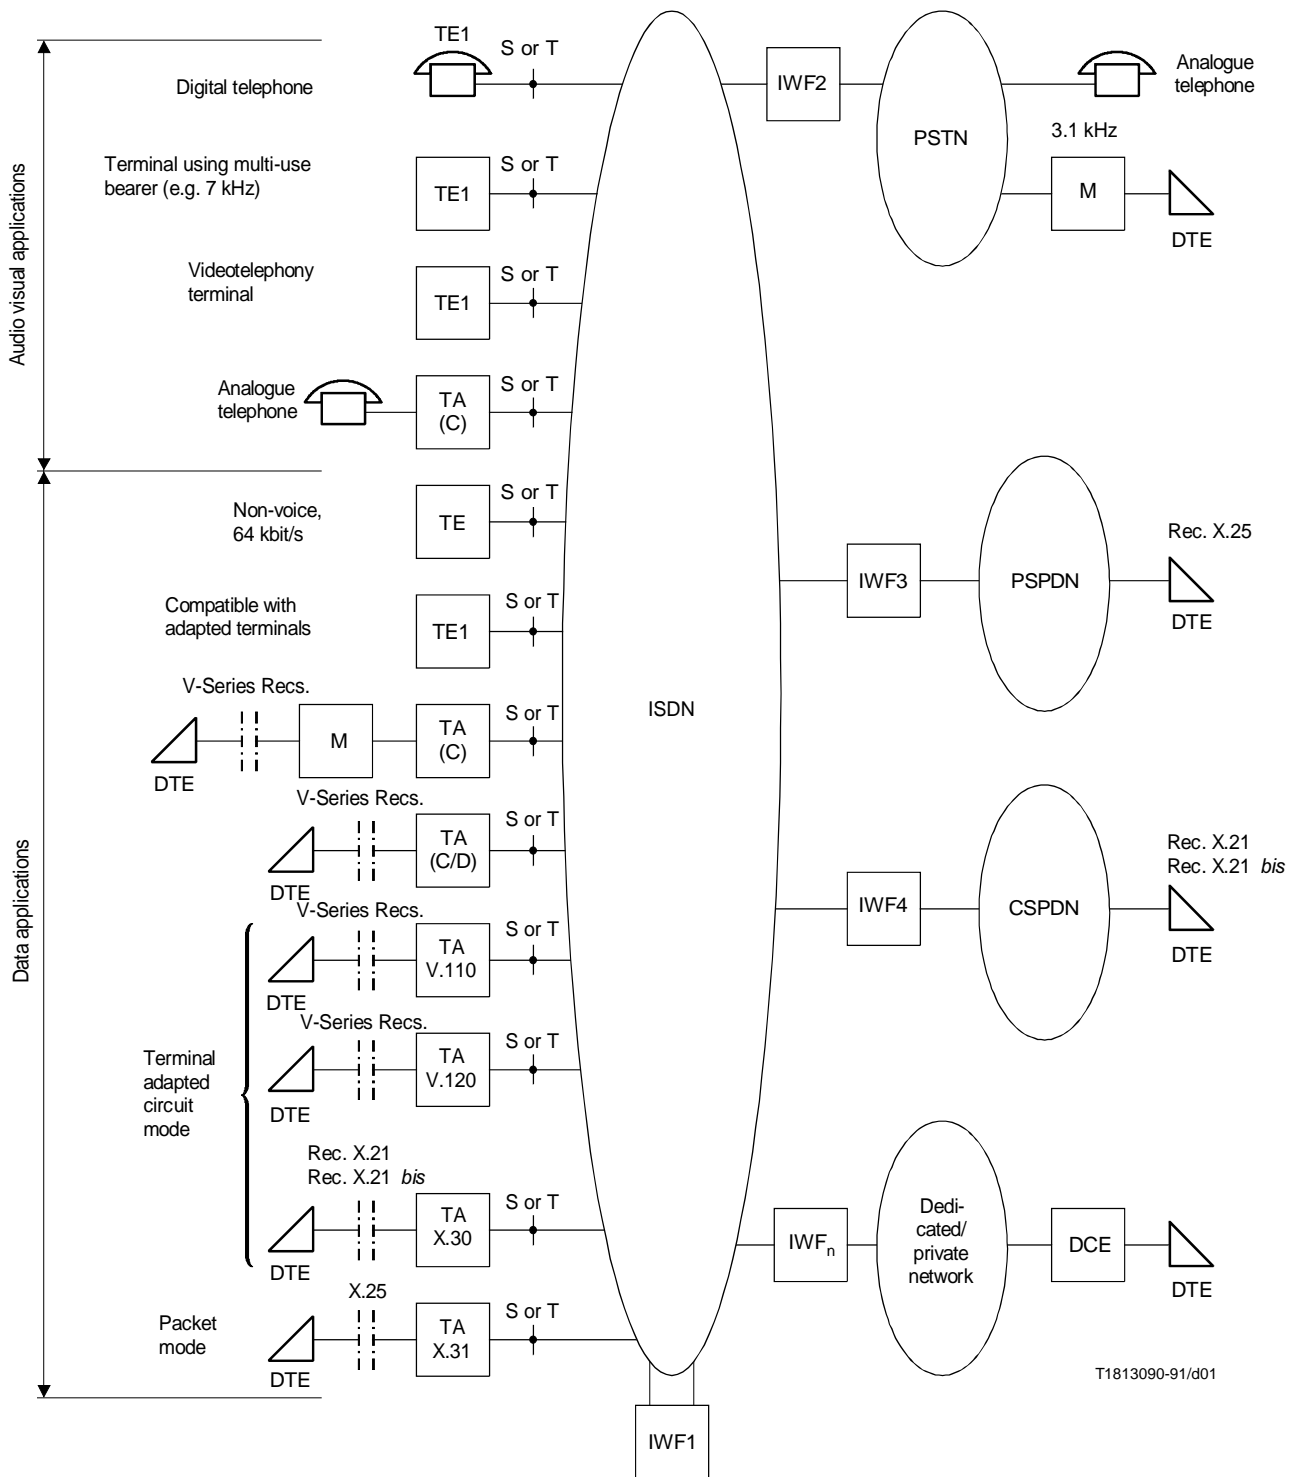 TE1
S or T
Digital telephone
IWF2
PSTN
Analogue
telephone
3.1 kHz
M
DTE
Audio visual applications
Terminal using multi-use
bearer (e.g. 7 kHz)
TE1
S or T
Videotelephony
terminal
TE1
S or T
Analogue
telephone
TA
(C)
S or T
Data applications
Non-voice,
64 kbit/s
TE
S or T
Compatible with
adapted terminals
TE1
S or T
V-Series Recs.
DTE
M
TA
(C)
S or T
V-Series Recs.
DTE
TA
(C/D)
S or T
Terminal
adapted
circuit
mode
V-Series Recs.
DTE
TA
V.110
S or T
V-Series Recs.
DTE
TA
V.120
S or T
Rec. X.21
Rec. X.21 bis
DTE
TA
X.30
S or T
Packet
mode
X.25
DTE
TA
X.31
S or T
ISDN
IWF1
IWF3
PSPDN
Rec. X.25
DTE
IWF4
CSPDN
Rec. X.21
Rec. X.21 bis
DTE
IWFn
Dedi-
cated/
private
network
DCE
DTE
T1813090-91/d01